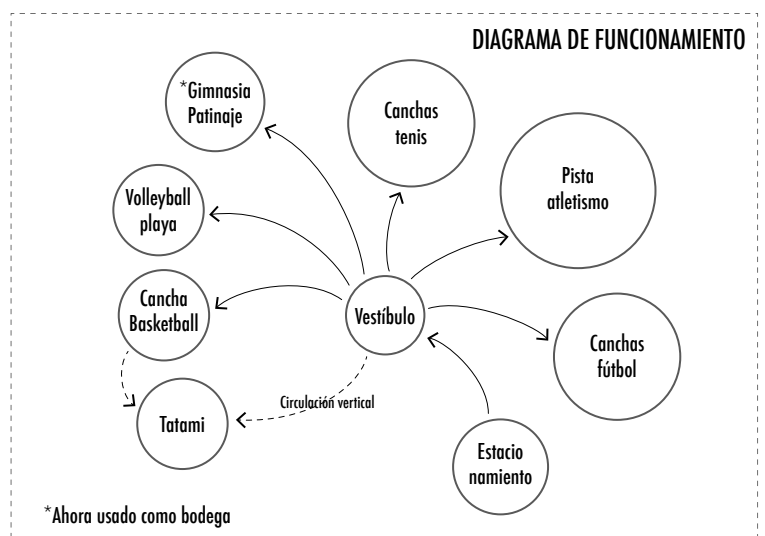 DIAGRAMA DE FUNCIONAMIENTO
*Gimnasia
Patinaje
Canchas
tenis
Pista
atletismo
Volleyball
playa
Cancha
Basketball
Vestíbulo
Canchas
fútbol
Circulación vertical
Tatami
Estacio
namiento
*Ahora usado como bodega